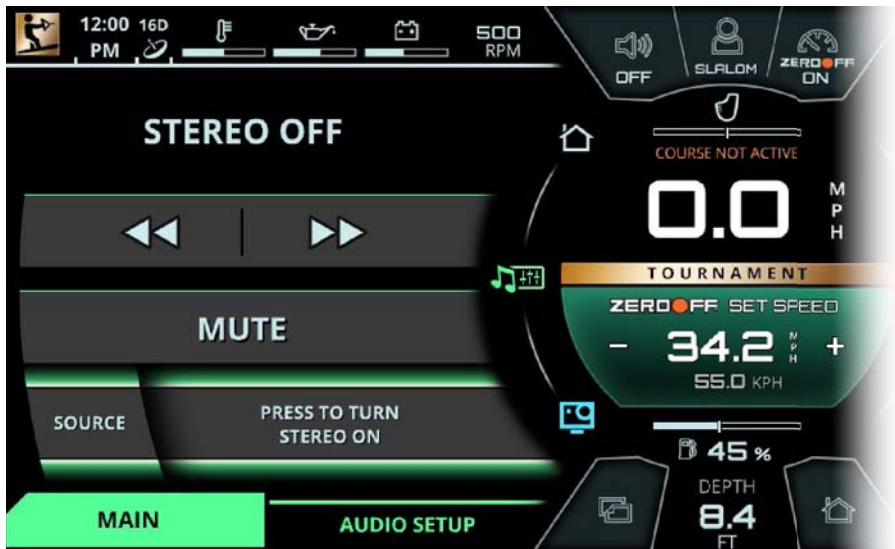 12:00 16D
PM
500
RPM
OFF
SLALOM
ZEROOFF
ON
STEREO OFF
COURSE NOT ACTIVE
0.0 MPH
TOURNAMENT
MUTE
ZEROOFF SET SPEED
- 34.2 MPH +
55.0 KPH
SOURCE
PRESS TO TURN
STEREO ON
45 %
DEPTH
8.4
FT
MAIN
AUDIO SETUP